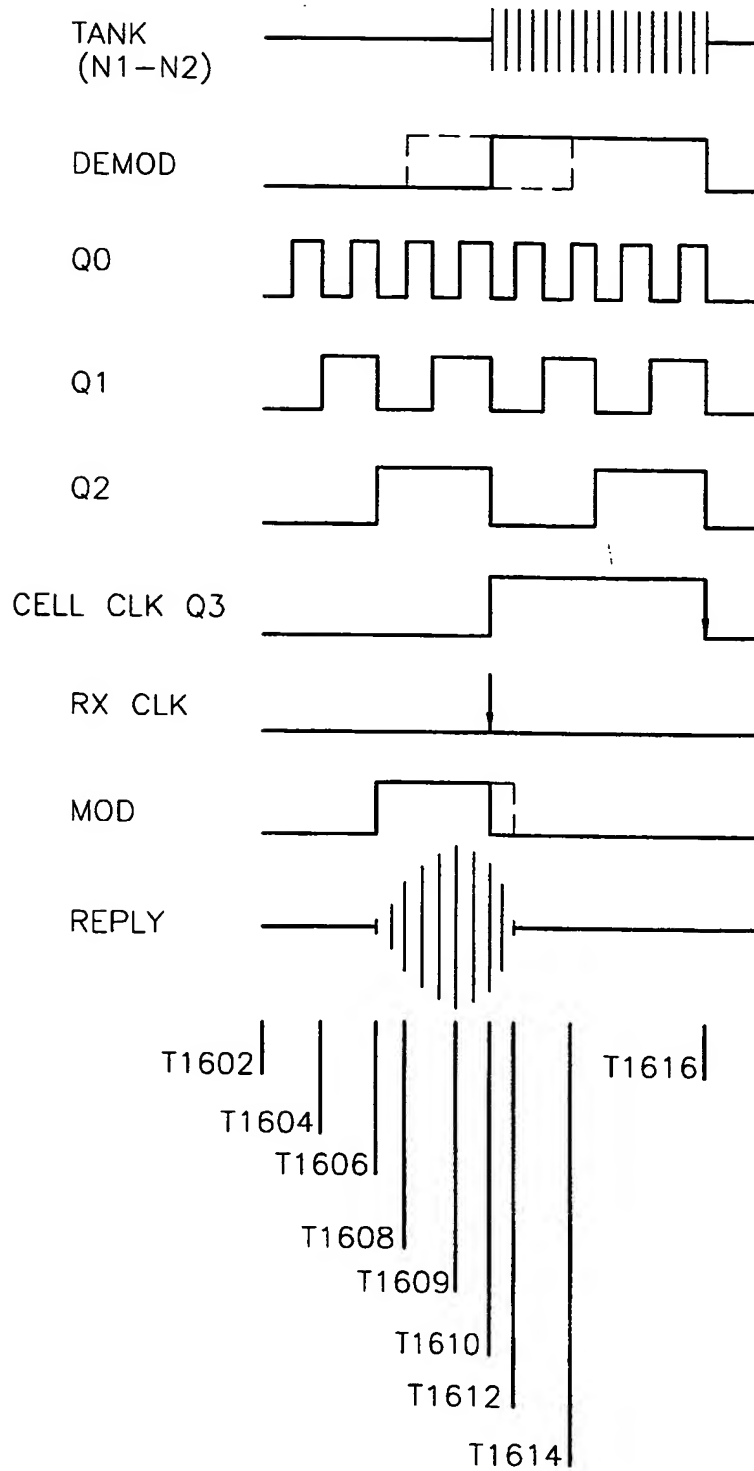 TANK
(N1-N2)
DEMOD
Q0
Q1
Q2
CELL CLK Q3
RX CLK
MOD
REPLY
T1602
T1616
T1604
T1606
T1608
T1609
T1610
T1612
T1614